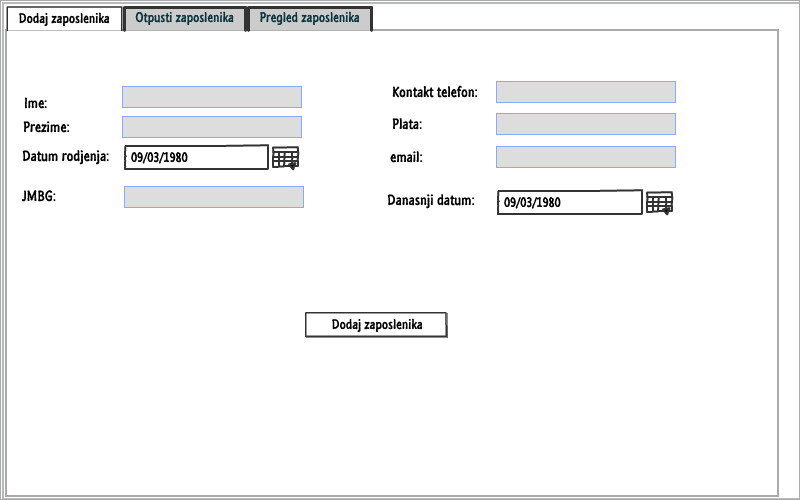 Dodaj zaposlenika
Otpusti zaposlenika
Pregled zaposlenika
Ime:
Prezime:
Datum rodjenja:
09/03/1980
JMBG:
Kontakt telefon:
Plata:
email:
Danasnji datum:
09/03/1980
Dodaj zaposlenika